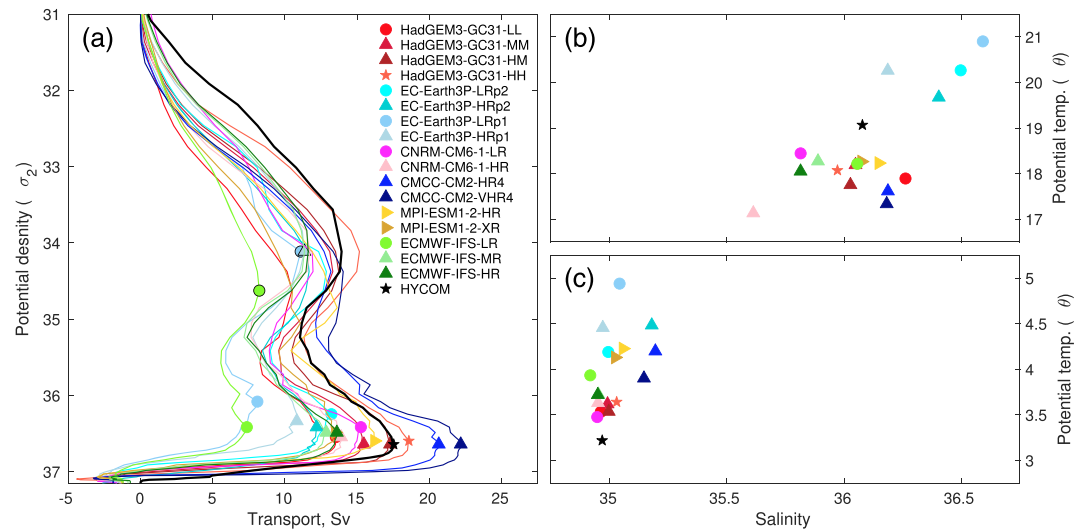 (a)
31
32
33
34
35
36
37
-5
0
5
10
15
20
25
Potential desnity ( σ2)
Transport, Sv
HadGEM3-GC31-LL
HadGEM3-GC31-MM
HadGEM3-GC31-HM
HadGEM3-GC31-HH
EC-Earth3P-LRp2
EC-Earth3P-HRp2
EC-Earth3P-LRp1
EC-Earth3P-HRp1
CNRM-CM6-1-LR
CNRM-CM6-1-HR
CMCC-CM2-HR4
CMCC-CM2-VHR4
MPI-ESM1-2-HR
MPI-ESM1-2-XR
ECMWF-IFS-LR
ECMWF-IFS-MR
ECMWF-IFS-HR
HYCOM
(b)
21
20
19
18
17
Potential temp. ( θ)
(c)
5
4.5
4
3.5
3
Potential temp. ( θ)
35
35.5
36
36.5
Salinity